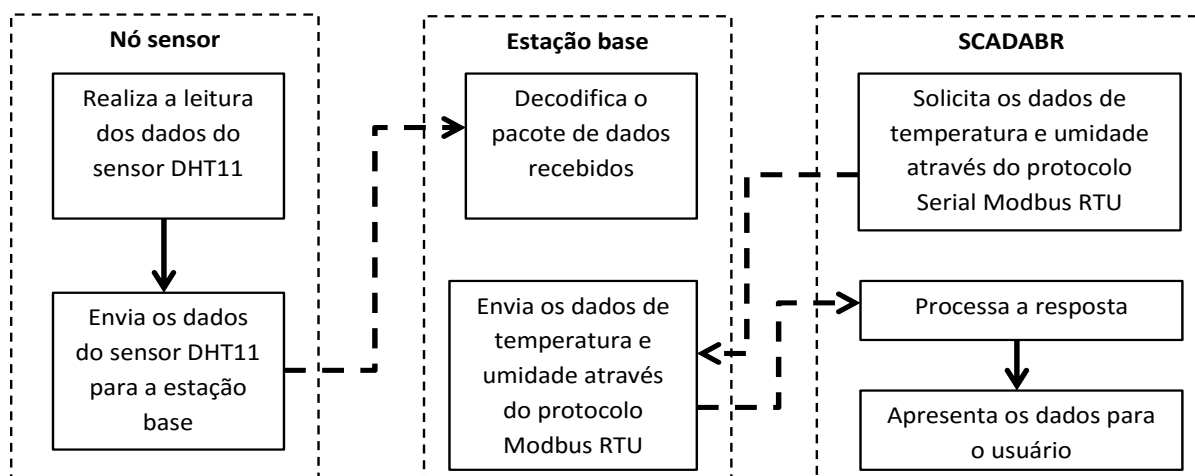 Nó sensor
Realiza a leitura
dos dados do
sensor DHT11
Envia os dados
do sensor DHT11
para a estação
base
Estação base
Decodifica o
pacote de dados
recebidos
Envia os dados de
temperatura e
umidade através
do protocolo
Modbus RTU
SCADABR
Solicita os dados de
temperatura e umidade
através do protocolo
Serial Modbus RTU
Processa a resposta
Apresenta os dados para
o usuário